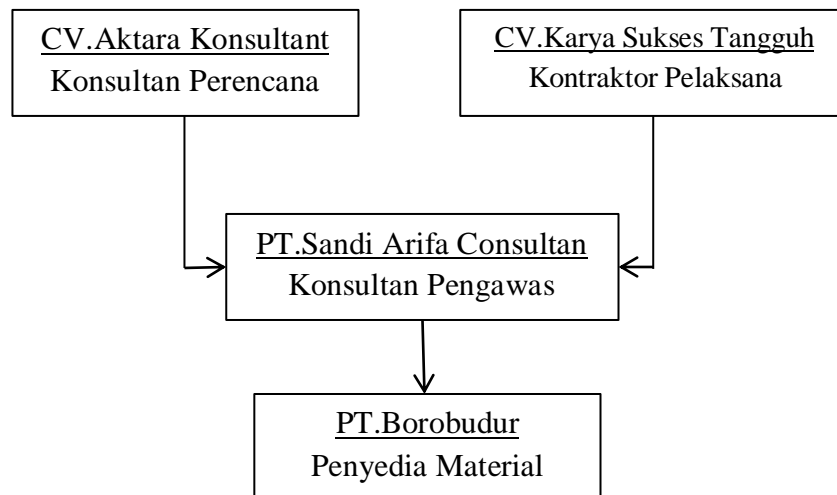 CV.Aktara Konsultant
Konsultan Perencana
CV.Karya Sukses Tangguh
Kontraktor Pelaksana
PT.Sandi Arifa Consultan
Konsultan Pengawas
PT.Borobudur
Penyedia Material